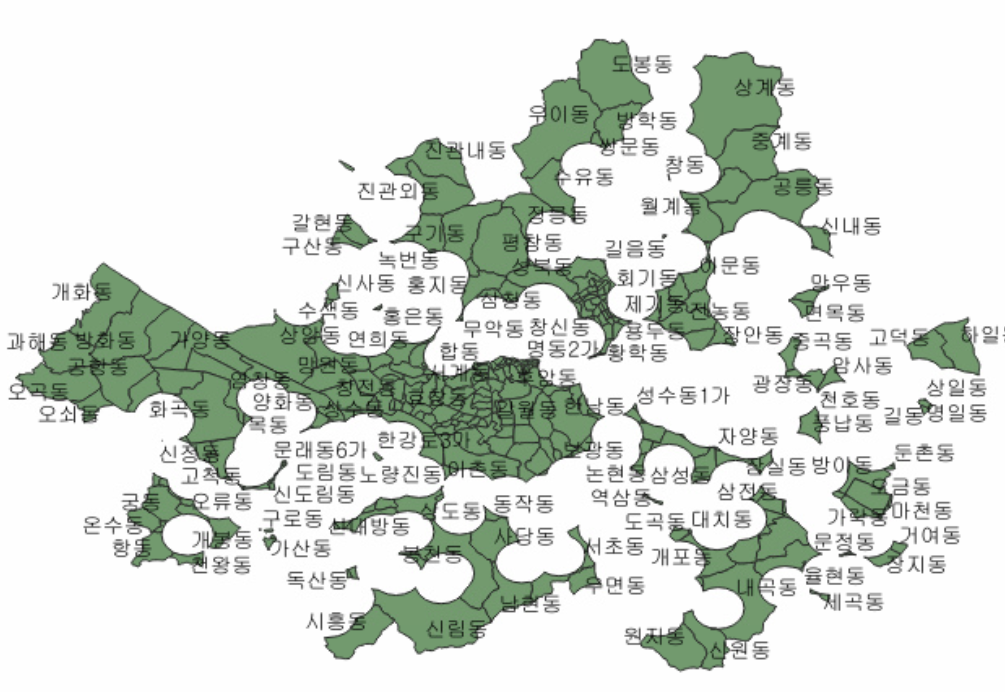 도봉동
상계동
우이동
방학동
중계동
쌍문동
진관내동
창동
수유동
진관외동
공릉동
월계동
정릉동
갈현동
신내동
구기동
평창동
구산동
길음동
녹번동
성북동
이문동
회기동
신사동
홍지동
망우동
개화동
삼청동
제기동
수색동
전농동
면목동
홍은동
무악동
창신동
용두동
상암동
장안동
과해동
방화동
가양동
연희동
중곡동
고덕동
합동
명동2가
황학동
공항동
망원동
암사동
염창동
광장동
상일동
오곡동
창전동
성수동1가
양화동
천호동
오쇠동
화곡동
한남동
길동
명일동
목동
풍납동
한강로3가
자양동
신정동
문래동6가
보광동
둔촌동
고척동
도림동
노량진동
이촌동
논현동
삼성동
잠실동
방이동
신도림동
역삼동
삼전동
오금동
궁동
오류동
상도동
동작동
마천동
온수동
구로동
신대방동
도곡동
대치동
가락동
사당동
거여동
항동
개봉동
가산동
봉천동
서초동
개포동
문정동
천왕동
장지동
독산동
우면동
내곡동
율현동
남현동
세곡동
시흥동
신림동
원지동
신원동